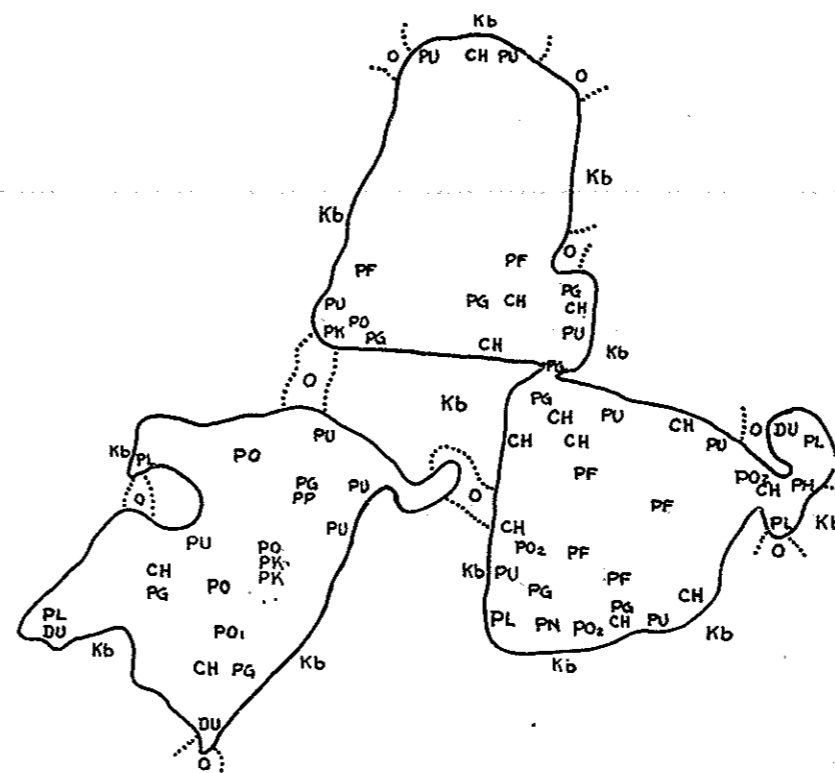 Kb
O PU CH PU O
Kb
Kb
O
PF PF
PG
PU PG CH CH
PK PO PG PU
CH Kb
PG
O
Kb PG
CH PU CH O DU
PU CH CH PU PL
Kb PL PO PO2
PG PP PU O PF CH PH
O PF
PU PU CH PL Kb
PO PO2 PF O
CH PK Kb PU
PG PK PF
PO PG
PL PG CH
DU PO1 PL PN PO2 CH PU
Kb Kb Kb
CH PG Kb
DU
O